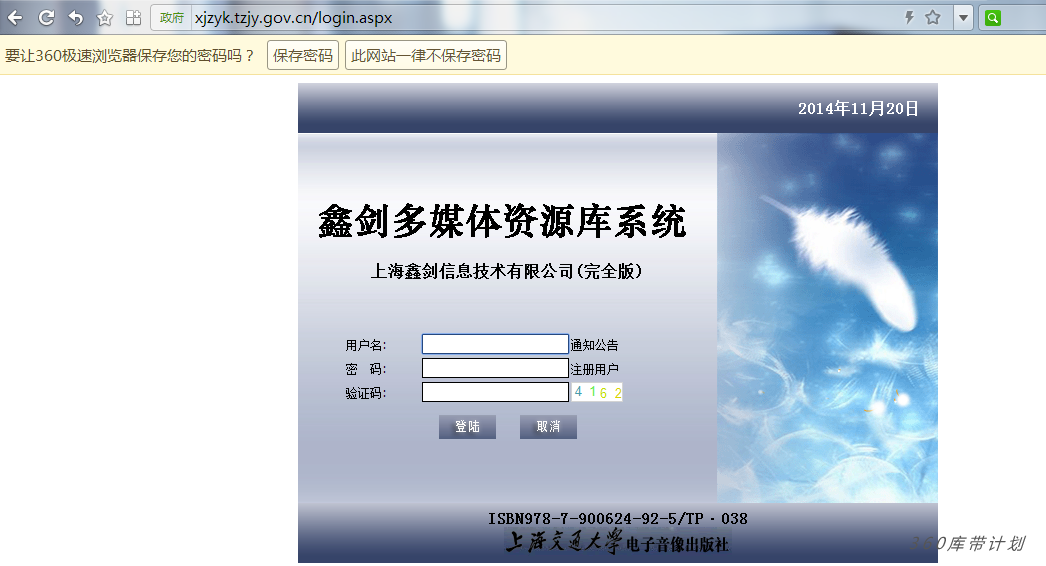 政府 xjzyk.tzjy.gov.cn/login.aspx
要让360极速浏览器保存您的密码吗？ 保存密码 此网站一律不保存密码
2014年11月20日
鑫剑多媒体资源库系统
上海鑫剑信息技术有限公司(完全版)
用户名: 通知公告
密 码: 注册用户
验证码: 4 1 6 2
登陆 取消
ISBN978-7-900624-92-5/TP·038
上海交通大学电子音像出版社
360库带计划